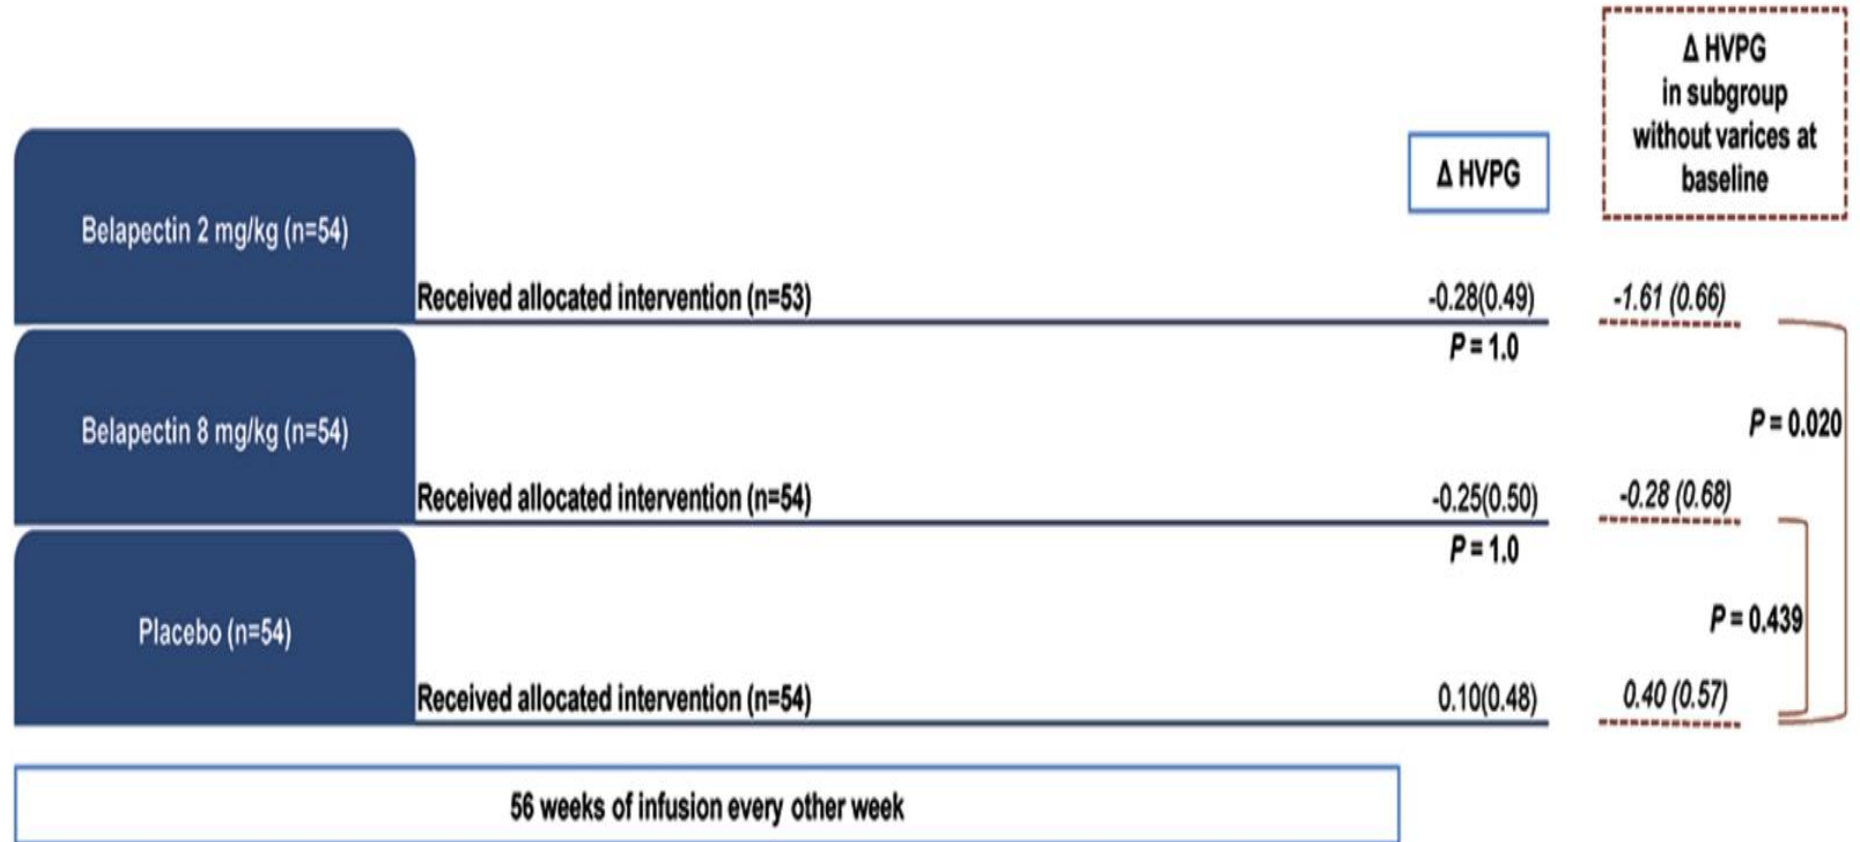 Δ HVPG
in subgroup
without varices at
baseline
Δ HVPG
Belapectin 2 mg/kg (n=54)
Received allocated intervention (n=53)
-0.28(0.49)
-1.61 (0.66)
P = 1.0
P = 0.020
Belapectin 8 mg/kg (n=54)
Received allocated intervention (n=54)
-0.25(0.50)
-0.28 (0.68)
P = 1.0
P = 0.439
Placebo (n=54)
Received allocated intervention (n=54)
0.10(0.48)
0.40 (0.57)
56 weeks of infusion every other week